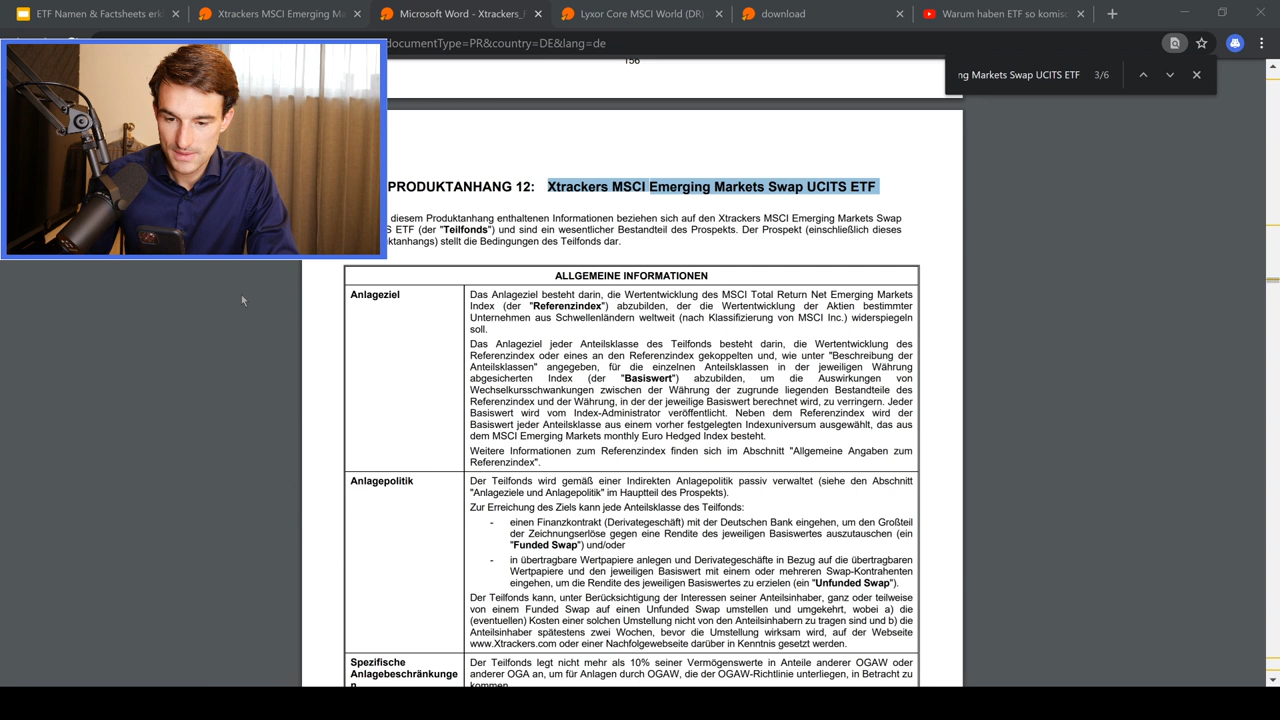 ETF Namen & Factsheets erkl
Xtrackers MSCI Emerging Ma
Microsoft Word - Xtrackers_
Lyxor Core MSCI World (DR)
download
Warum haben ETF so komisc
documentType=PR&country=DE&lang=de
ng Markets Swap UCITS ETF 3/6
156
PRODUKTANHANG 12: Xtrackers MSCI Emerging Markets Swap UCITS ETF
diesem Produktanhang enthaltenen Informationen beziehen sich auf den Xtrackers MSCI Emerging Markets Swap
S ETF (der "Teilfonds") und sind ein wesentlicher Bestandteil des Prospekts. Der Prospekt (einschließlich dieses
ktanhangs) stellt die Bedingungen des Teilfonds dar.
ALLGEMEINE INFORMATIONEN
Anlageziel
Das Anlageziel besteht darin, die Wertentwicklung des MSCI Total Return Net Emerging Markets
Index (der "Referenzindex") abzubilden, der die Wertentwicklung der Aktien bestimmter
Unternehmen aus Schwellenländern weltweit (nach Klassifizierung von MSCI Inc.) widerspiegeln
soll.
Das Anlageziel jeder Anteilsklasse des Teilfonds besteht darin, die Wertentwicklung des
Referenzindex oder eines an den Referenzindex gekoppelten und, wie unter "Beschreibung der
Anteilsklassen" angegeben, für die einzelnen Anteilsklassen in der jeweiligen Währung
abgesicherten Index (der "Basiswert") abzubilden, um die Auswirkungen von
Wechselkursschwankungen zwischen der Währung der zugrunde liegenden Bestandteile des
Referenzindex und der Währung, in der der jeweilige Basiswert berechnet wird, zu verringern. Jeder
Basiswert wird vom Index-Administrator veröffentlicht. Neben dem Referenzindex wird der
Basiswert jeder Anteilsklasse aus einem vorher festgelegten Indexuniversum ausgewählt, das aus
dem MSCI Emerging Markets monthly Euro Hedged Index besteht.
Weitere Informationen zum Referenzindex finden sich im Abschnitt "Allgemeine Angaben zum
Referenzindex".
Anlagepolitik
Der Teilfonds wird gemäß einer Indirekten Anlagepolitik passiv verwaltet (siehe den Abschnitt
"Anlageziele und Anlagepolitik" im Hauptteil des Prospekts).
Zur Erreichung des Ziels kann jede Anteilsklasse des Teilfonds:
- einen Finanzkontrakt (Derivategeschäft) mit der Deutschen Bank eingehen, um den Großteil
der Zeichnungserlöse gegen eine Rendite des jeweiligen Basiswertes auszutauschen (ein
"Funded Swap") und/oder
- in übertragbare Wertpapiere anlegen und Derivategeschäfte in Bezug auf die übertragbaren
Wertpapiere und den jeweiligen Basiswert mit einem oder mehreren Swap-Kontrahenten
eingehen, um die Rendite des jeweiligen Basiswertes zu erzielen (ein "Unfunded Swap").
Der Teilfonds kann, unter Berücksichtigung der Interessen seiner Anteilsinhaber, ganz oder teilweise
von einem Funded Swap auf einen Unfunded Swap umstellen und umgekehrt, wobei a) die
(eventuellen) Kosten einer solchen Umstellung nicht von den Anteilsinhabern zu tragen sind und b) die
Anteilsinhaber spätestens zwei Wochen, bevor die Umstellung wirksam wird, auf der Webseite
www.Xtrackers.com oder einer Nachfolgewebseite darüber in Kenntnis gesetzt werden.
Spezifische
Anlagebeschränkunge
n
Der Teilfonds legt nicht mehr als 10% seiner Vermögenswerte in Anteile anderer OGAW oder
anderer OGA an, um für Anlagen durch OGAW, die der OGAW-Richtlinie unterliegen, in Betracht zu
kommen.